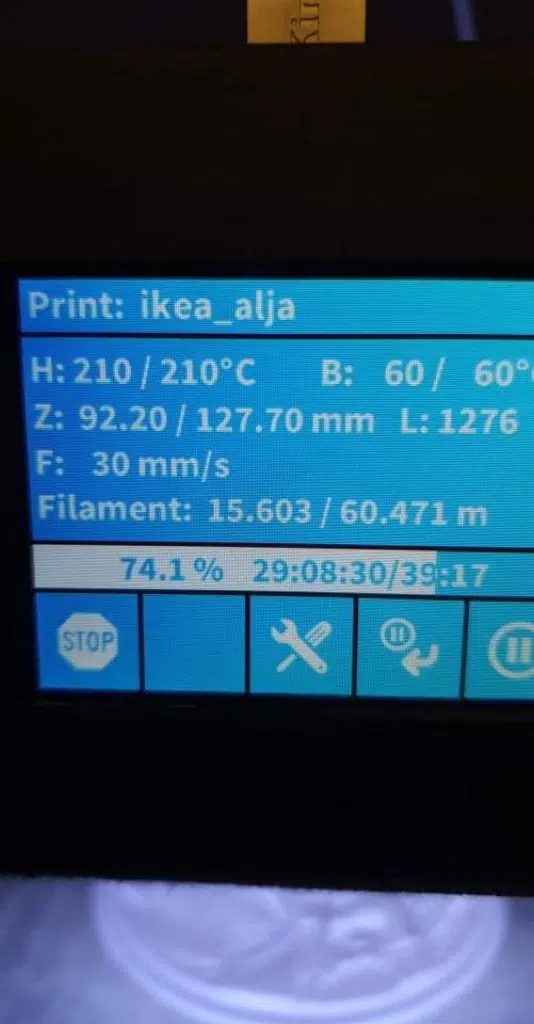 Kin
Print: ikea_alja
H: 210 / 210°C B: 60 / 60°
Z: 92.20 / 127.70 mm L: 1276
F: 30 mm/s
Filament: 15.603 / 60.471 m
74.1 % 29:08:30/39:17
STOP